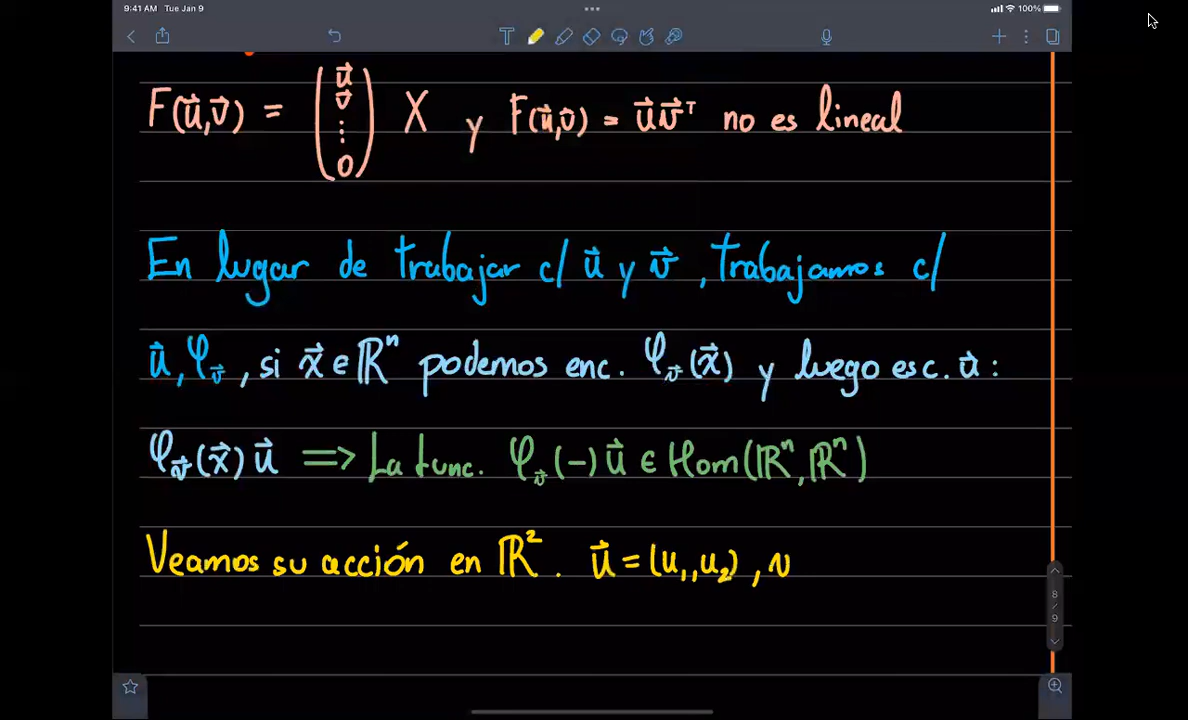 9:41 AM Tue Jan 9 100%
F(u⃗,v⃗) = (u⃗ v⃗ ⋮ 0) X y F(u⃗,v⃗) = u⃗v⃗ᵀ no es lineal
En lugar de trabajar c/ u⃗ y v⃗, trabajamos c/
u⃗, φ_v⃗, si x⃗ ∈ ℝⁿ podemos enc. φ_v⃗(x⃗) y luego esc. u⃗:
φ_v⃗(x⃗)u⃗ ⟹ La func. φ_v⃗(−)u⃗ ∈ Hom(ℝⁿ,ℝⁿ)
Veamos su acción en ℝ². u⃗ = (u₁,u₂), v
8
/
9